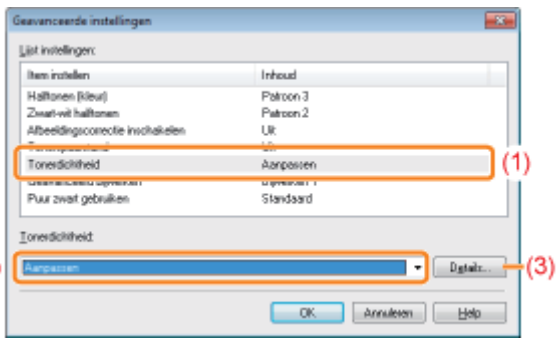 Geavanceerde instellingen
Lijst instellingen:
Item instellen Inhoud
Halftonen (kleur) Patroon 3
Zwart-wit halftonen Patroon 2
Afbeeldingscorrectie inschakelen Uit
Tonerdichtheid Aanpassen
(1)
Puur zwart gebruiken Standaard
Tonerdichtheid:
Aanpassen
Details...
(3)
OK Annuleren Help